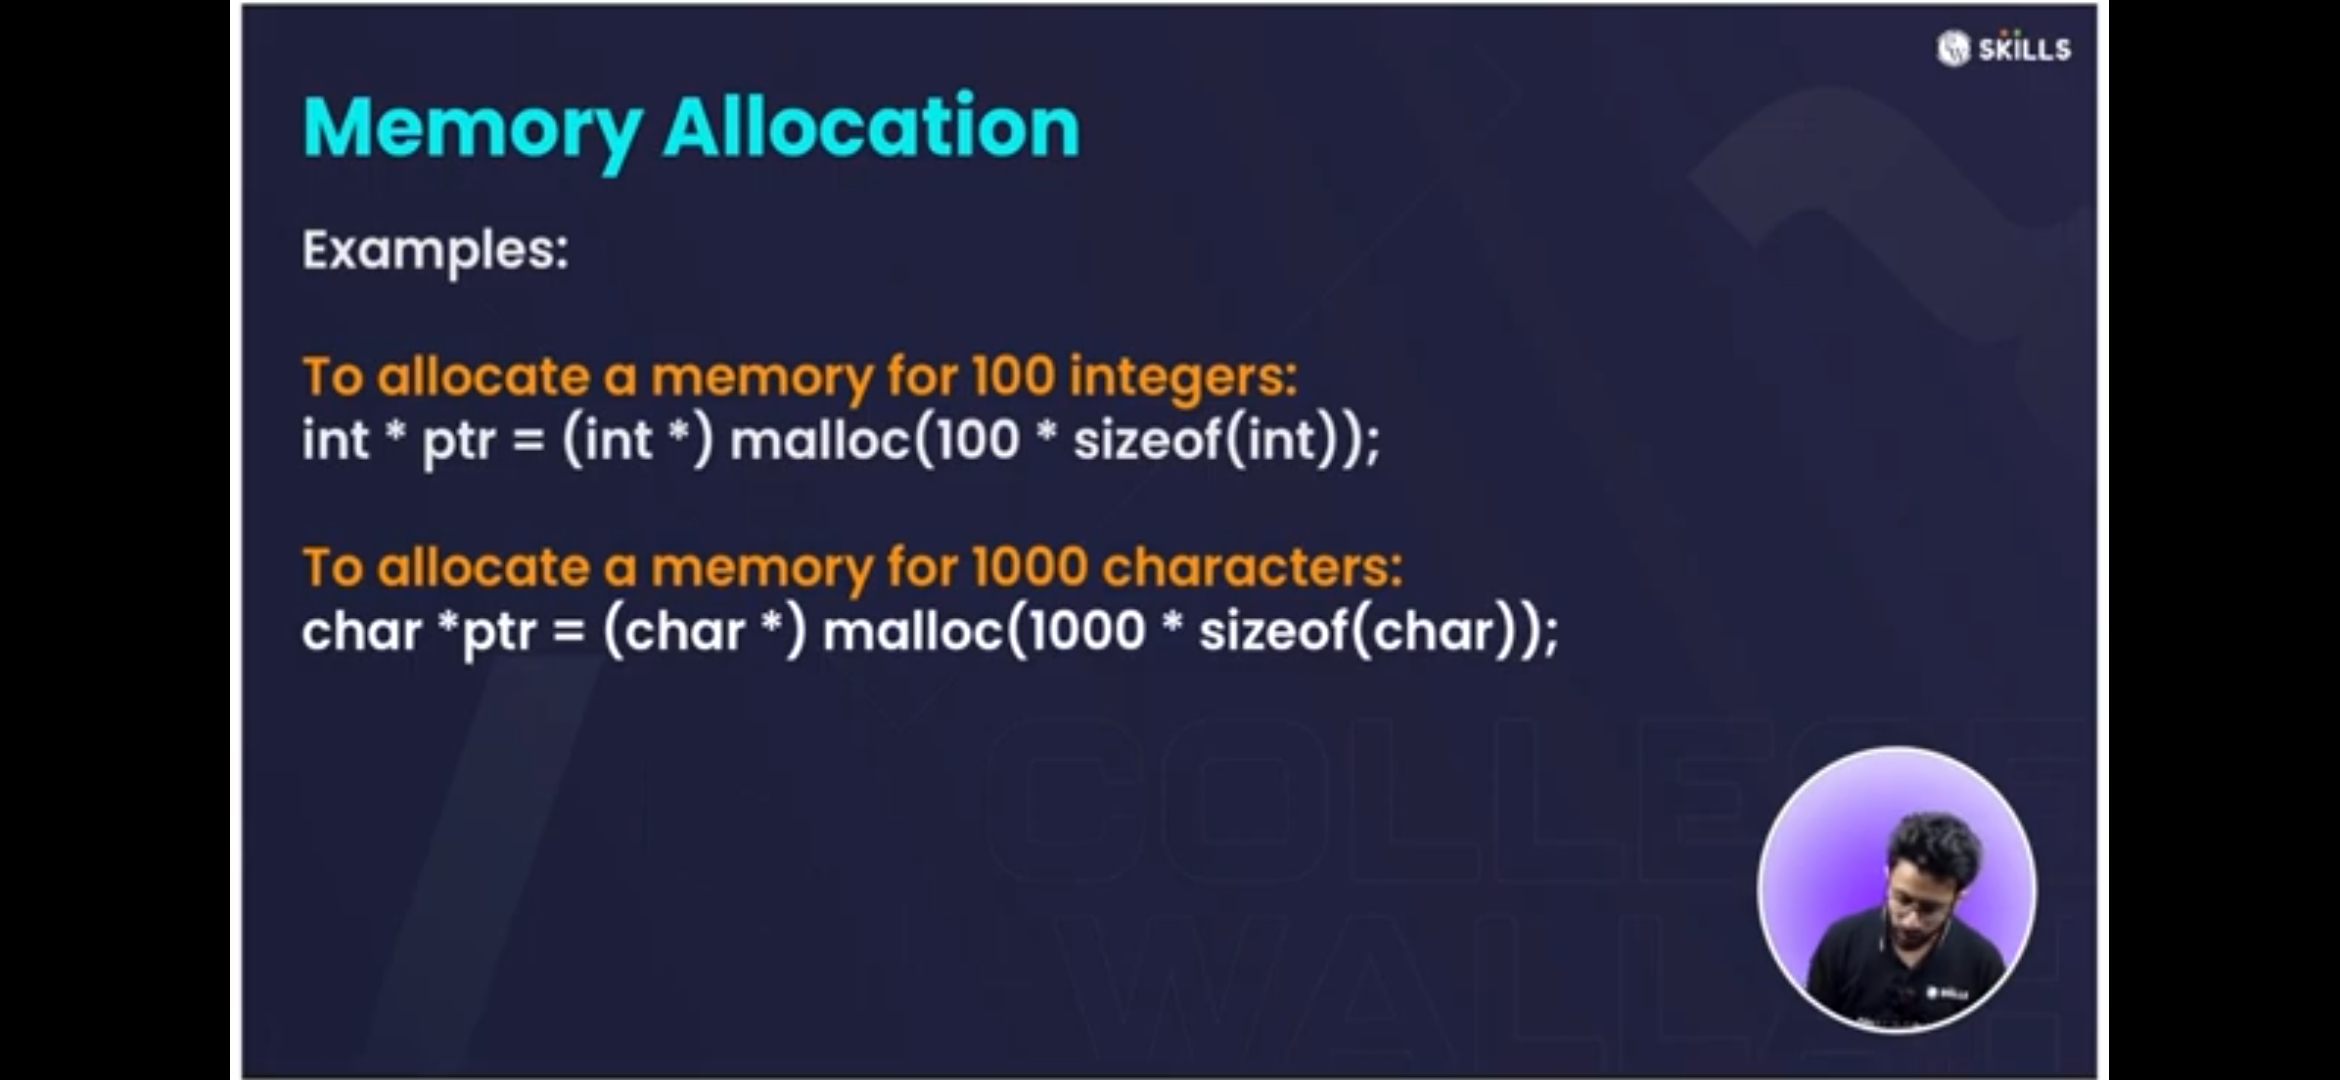 SKILLS
Memory Allocation
Examples:
To allocate a memory for 100 integers:
int * ptr = (int *) malloc(100 * sizeof(int));
To allocate a memory for 1000 characters:
char *ptr = (char *) malloc(1000 * sizeof(char));
COLLEGE
WALLAH
SKILLS